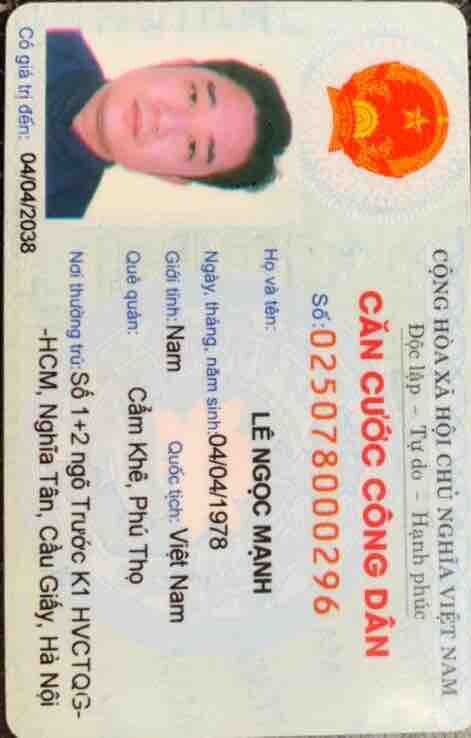 CỘNG HÒA XÃ HỘI CHỦ NGHĨA VIỆT NAM
Độc lập - Tự do - Hạnh phúc
CĂN CƯỚC CÔNG DÂN
Số: 025078000296
Họ và tên:
LÊ NGỌC MẠNH
Ngày, tháng, năm sinh: 04/04/1978
Giới tính: Nam Quốc tịch: Việt Nam
Quê quán:
Cẩm Khê, Phú Thọ
Nơi thường trú: Số 1+2 ngõ Trước K1 HVCTQG-
-HCM, Nghĩa Tân, Cầu Giấy, Hà Nội
Có giá trị đến: 04/04/2038